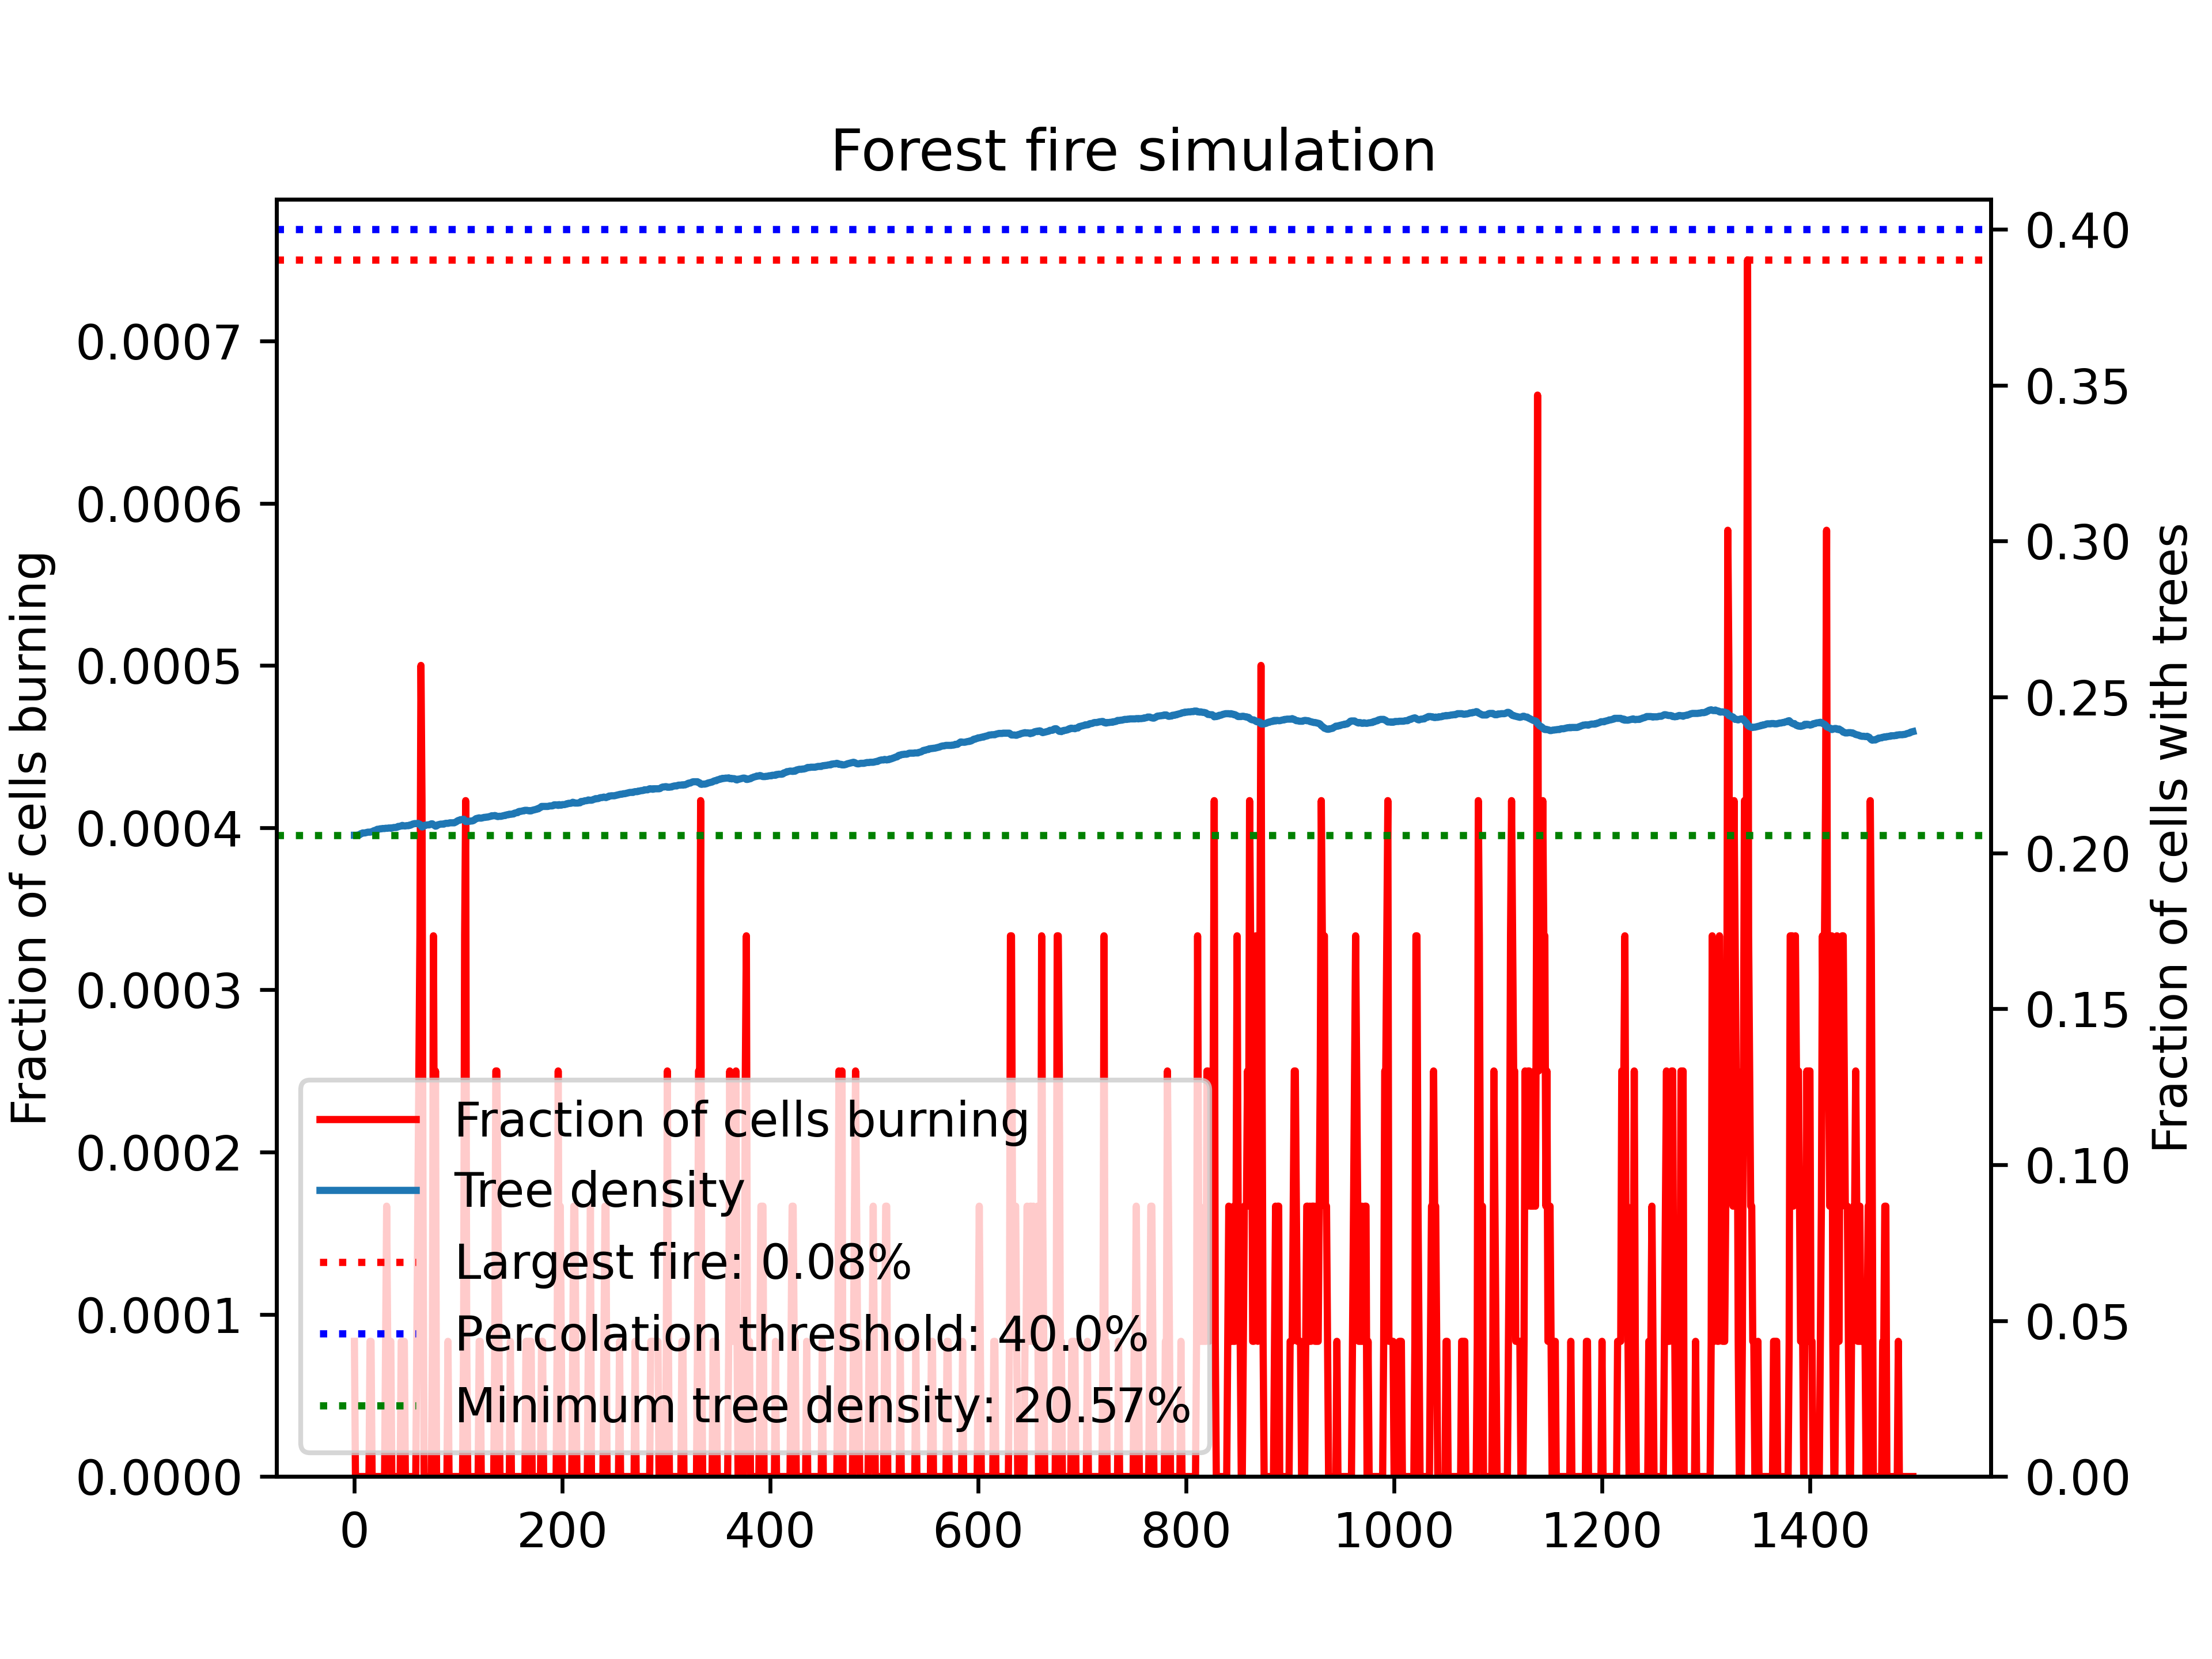 Forest fire simulation
Fraction of cells burning
0.0007
0.0006
0.0005
0.0004
0.0003
0.0002
0.0001
0.0000
0.40
0.35
0.30
0.25
0.20
0.15
0.10
0.05
0.00
Fraction of cells with trees
Fraction of cells burning
Tree density
Largest fire: 0.08%
Percolation threshold: 40.0%
Minimum tree density: 20.57%
0 200 400 600 800 1000 1200 1400